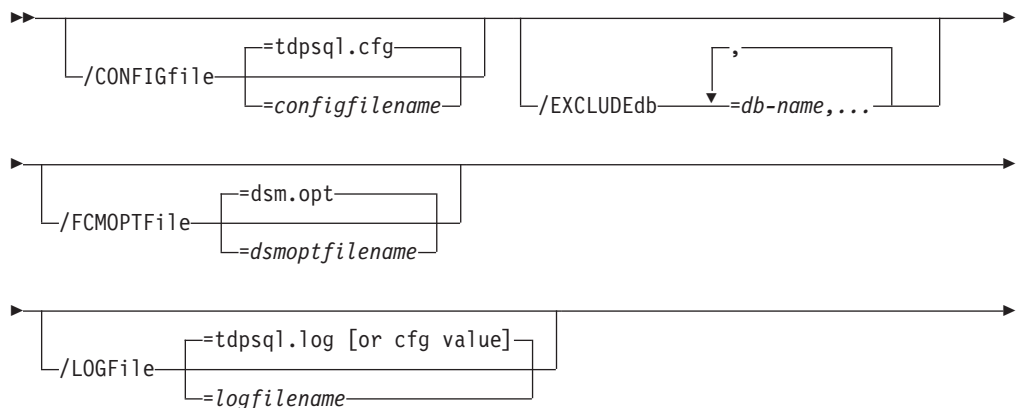 =tdpsql.cfg
,
/CONFIGfile
=configfilename
/EXCLUDEdb
=db-name,...
=dsm.opt
/FCMOPTFile
=dsmoptfilename
=tdpsql.log [or cfg value]
/LOGFile
=logfilename